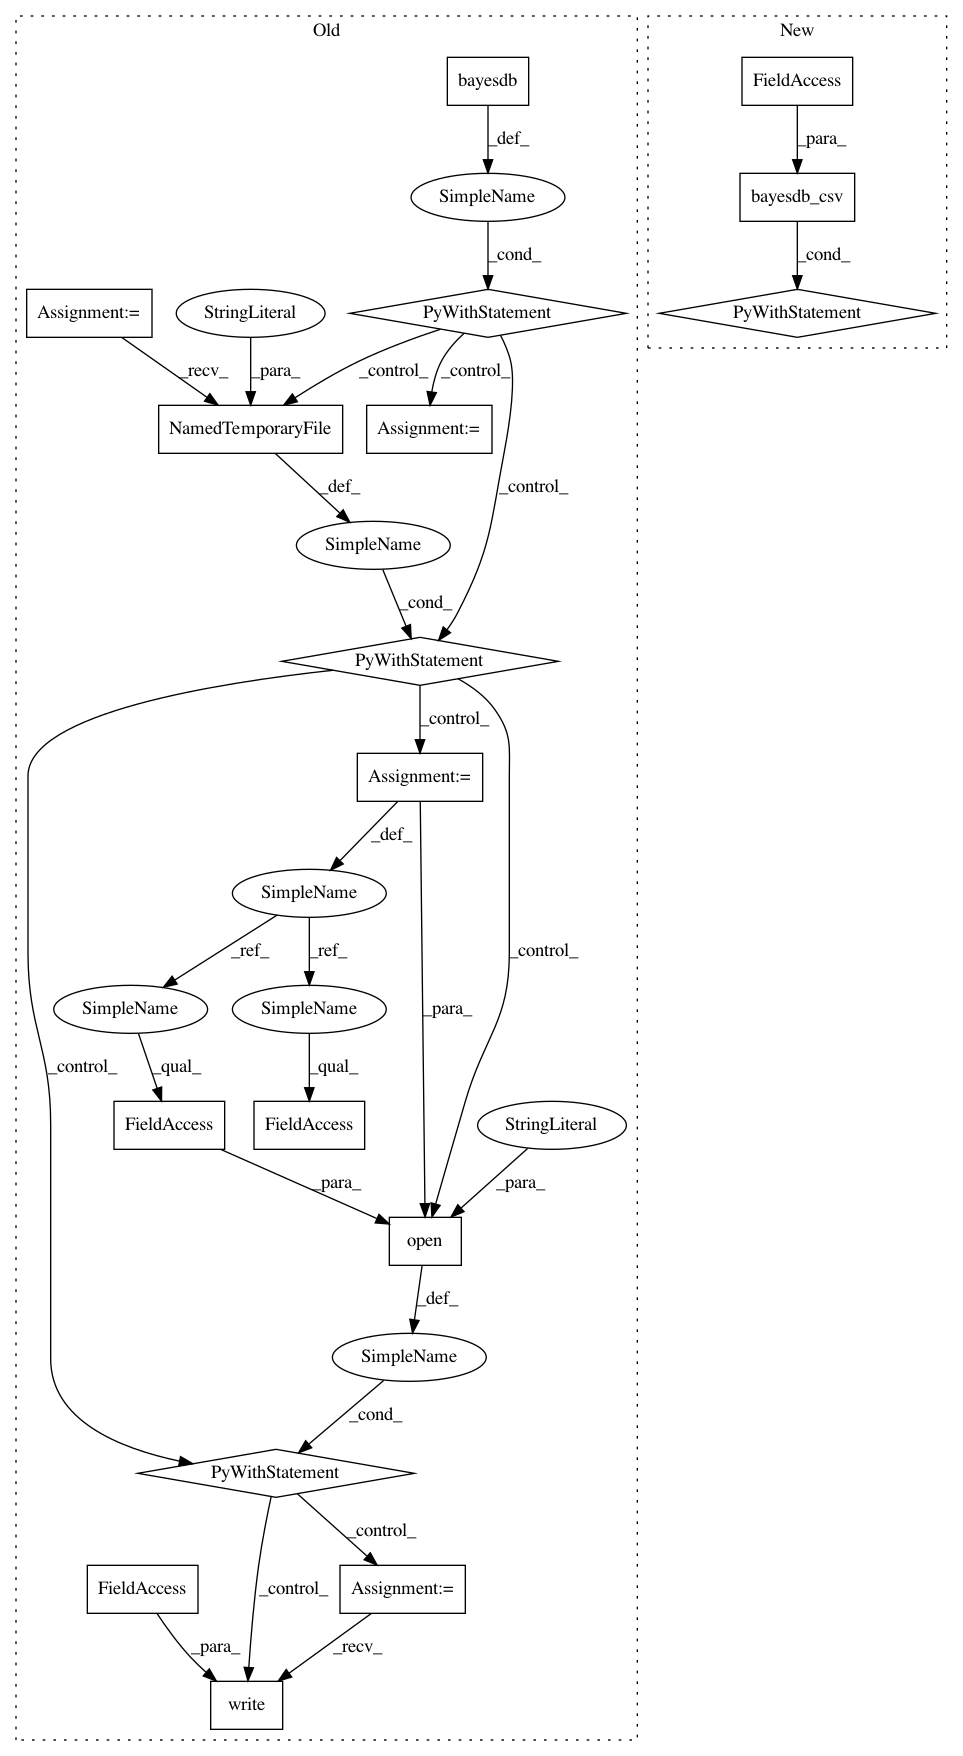 Old
New
bayesdb
FieldAccess
_def_
_para_
SimpleName
bayesdb_csv
_cond_
_cond_
Assignment:=
StringLiteral
PyWithStatement
PyWithStatement
_recv_
_para_
_control_
_control_
NamedTemporaryFile
Assignment:=
_def_
_control_
SimpleName
_cond_
PyWithStatement
_control_
Assignment:=
_def_
SimpleName
_ref_
_ref_
_control_
SimpleName
SimpleName
_para_
_control_
_qual_
_qual_
FieldAccess
FieldAccess
StringLiteral
_para_
_para_
open
_def_
SimpleName
_cond_
PyWithStatement
_control_
FieldAccess
_control_
Assignment:=
_para_
_recv_
write